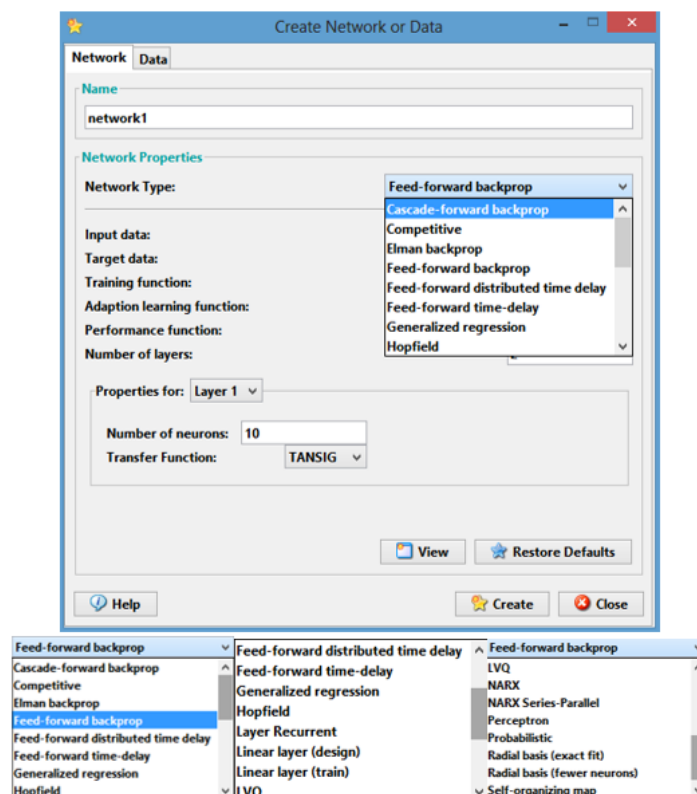 Create Network or Data
Network Data
Name
network1
Network Properties
Network Type: Feed-forward backprop
Cascade-forward backprop
Competitive
Elman backprop
Feed-forward backprop
Feed-forward distributed time delay
Feed-forward time-delay
Generalized regression
Hopfield
Input data:
Target data:
Training function:
Adaption learning function:
Performance function:
Number of layers:
Properties for: Layer 1
Number of neurons: 10
Transfer Function: TANSIG
View Restore Defaults
Help Create Close
Feed-forward backprop
Cascade-forward backprop
Competitive
Elman backprop
Feed-forward backprop
Feed-forward distributed time delay
Feed-forward time-delay
Generalized regression
Hopfield
Feed-forward distributed time delay
Feed-forward time-delay
Generalized regression
Hopfield
Layer Recurrent
Linear layer (design)
Linear layer (train)
LVQ
Feed-forward backprop
LVQ
NARX
NARX Series-Parallel
Perceptron
Probabilistic
Radial basis (exact fit)
Radial basis (fewer neurons)
Self-organizing map